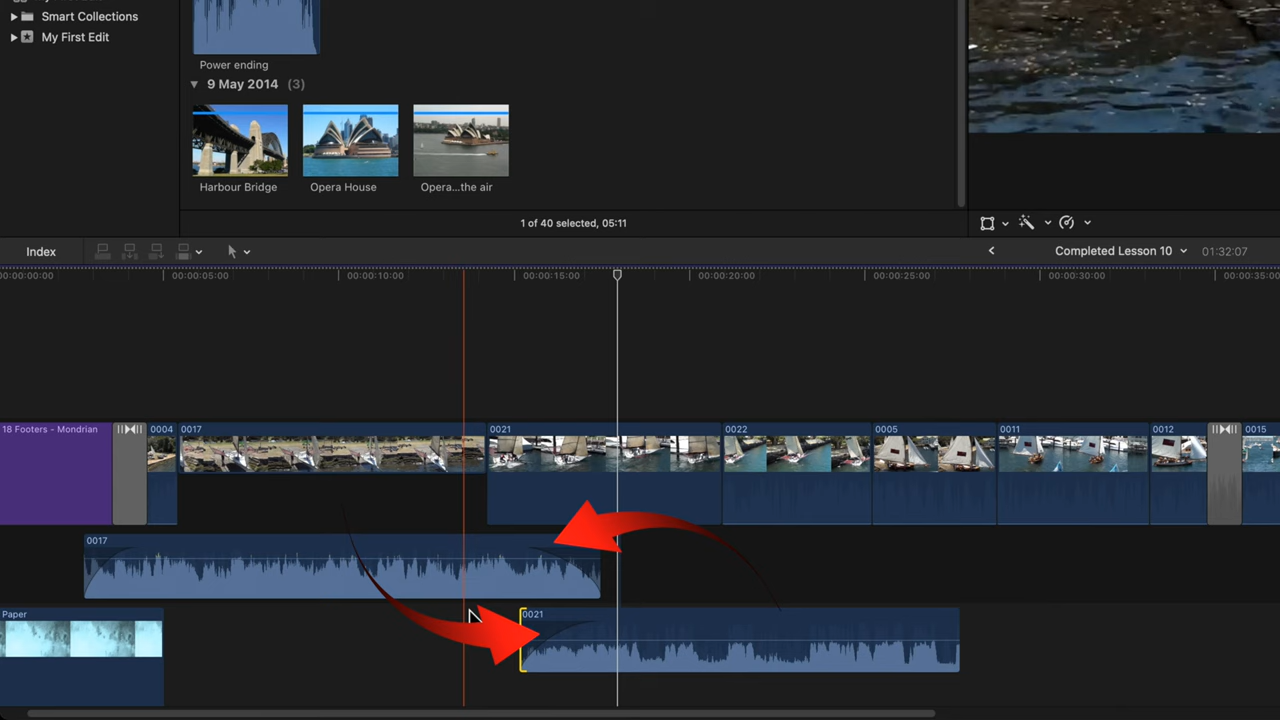 Smart Collections
My First Edit
Power ending
9 May 2014 (3)
Harbour Bridge
Opera House
Opera...the air
1 of 40 selected, 05:11
Index
Completed Lesson 10
01:32:07
00:00:00:00
00:00:05:00
00:00:10:00
00:00:15:00
00:00:20:00
00:00:25:00
00:00:30:00
00:00:35:00
18 Footers - Mondrian
0004
0017
0021
0022
0005
0011
0012
0015
0017
Paper
0021